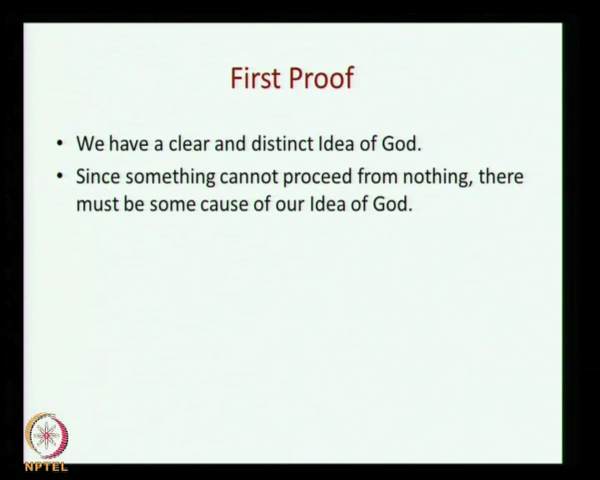 First Proof
• We have a clear and distinct Idea of God.
• Since something cannot proceed from nothing, there
must be some cause of our Idea of God.
NPTEL